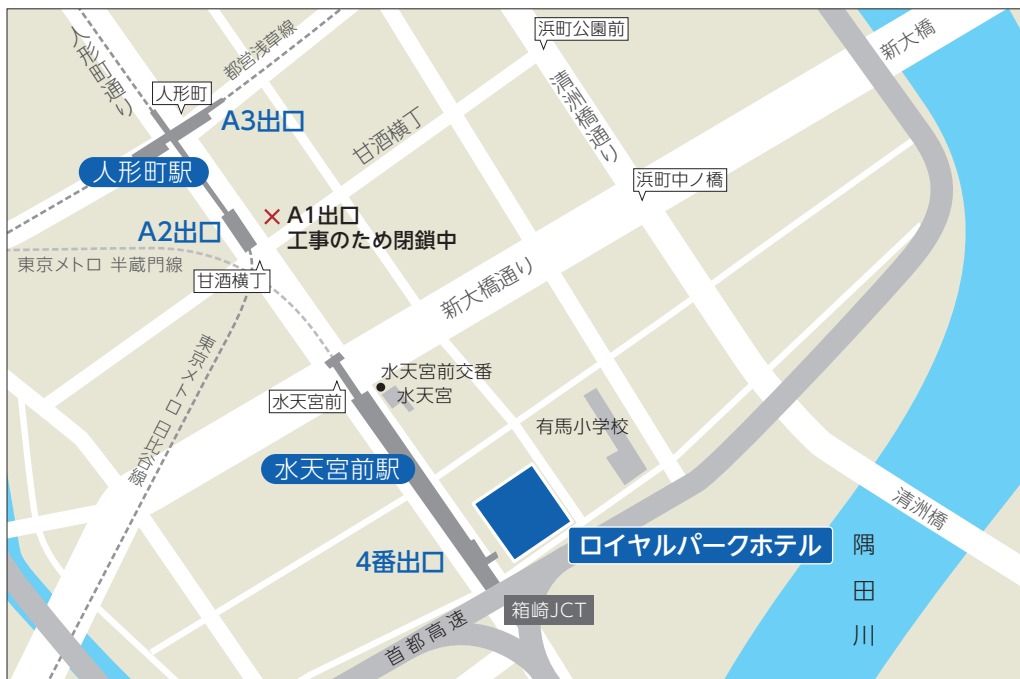 人形町通り
都営浅草線
浜町公園前
新大橋
人形町
A3出口
甘酒横丁
清洲橋通り
人形町駅
浜町中ノ橋
A2出口
A1出口
工事のため閉鎖中
東京メトロ 半蔵門線
甘酒横丁
新大橋通り
東京メトロ 日比谷線
水天宮前交番
水天宮
水天宮前
有馬小学校
水天宮前駅
清洲橋
ロイヤルパークホテル
4番出口
隅田川
箱崎JCT
首都高速